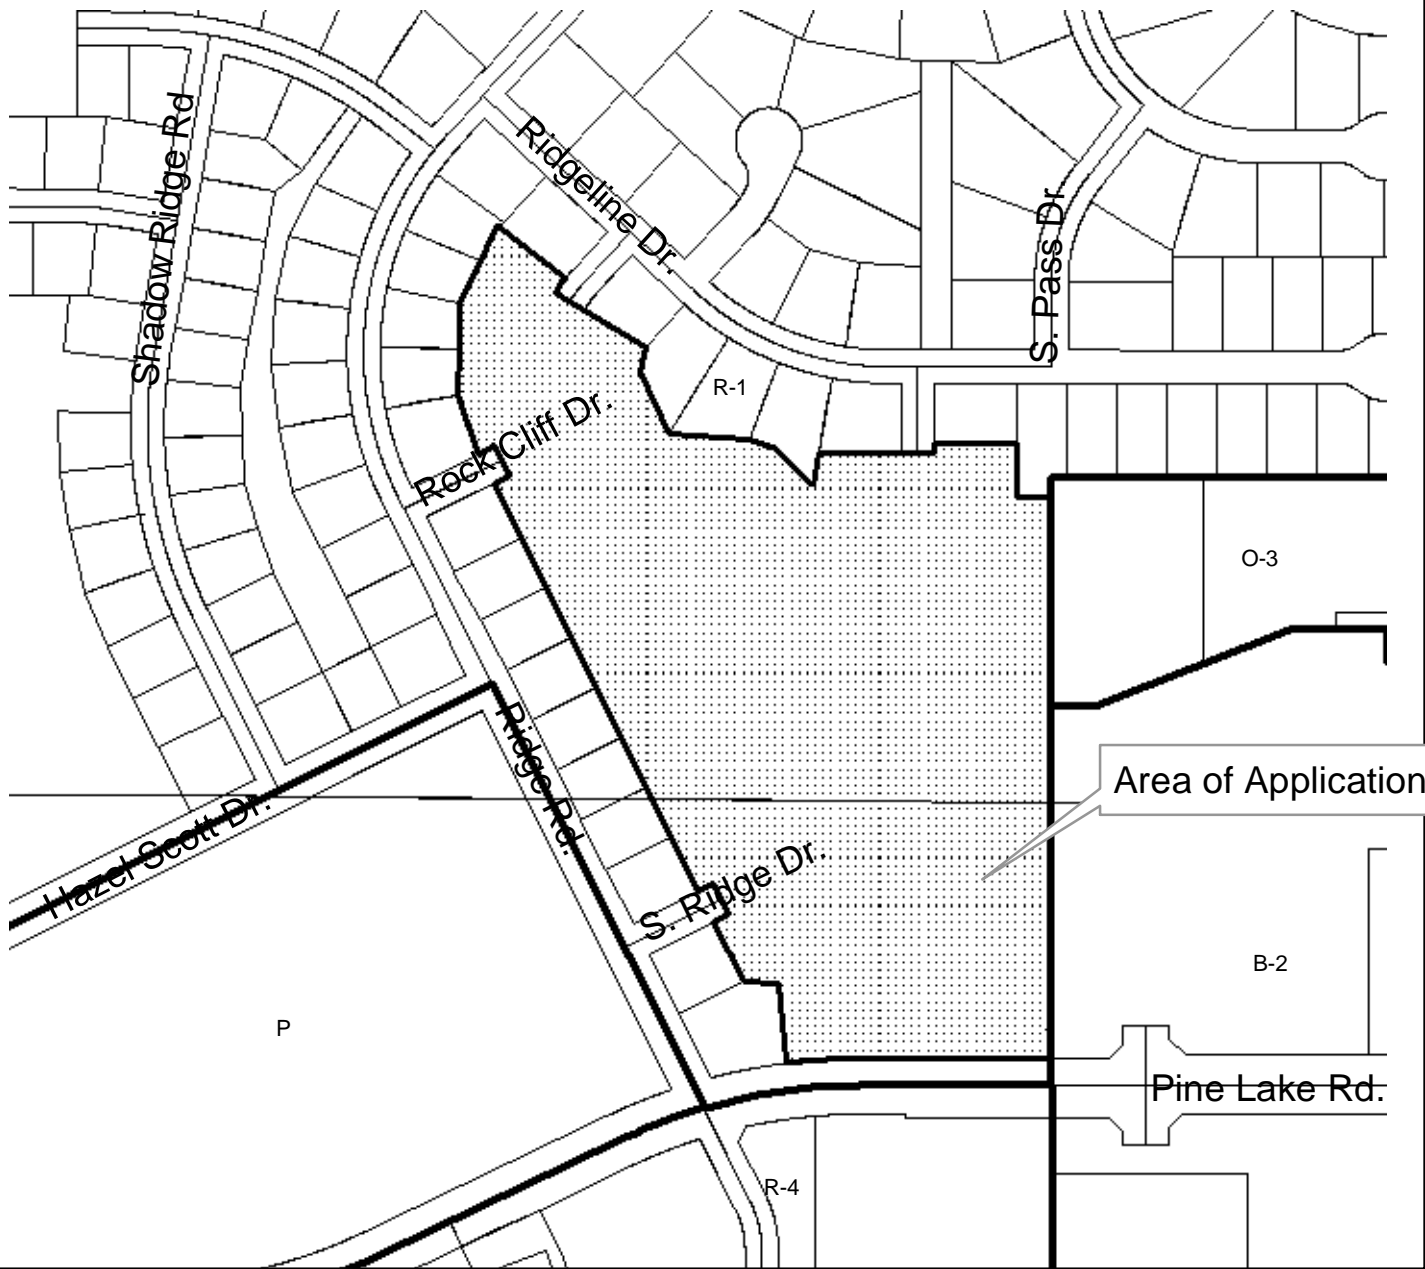 Shadow Ridge Rd
Ridgeline Dr.
S. Pass Dr
R-1
Rock Cliff Dr.
O-3
Ridge Rd.
Area of Application
Hazel Scott Dr.
S. Ridge Dr.
B-2
P
Pine Lake Rd.
R-4